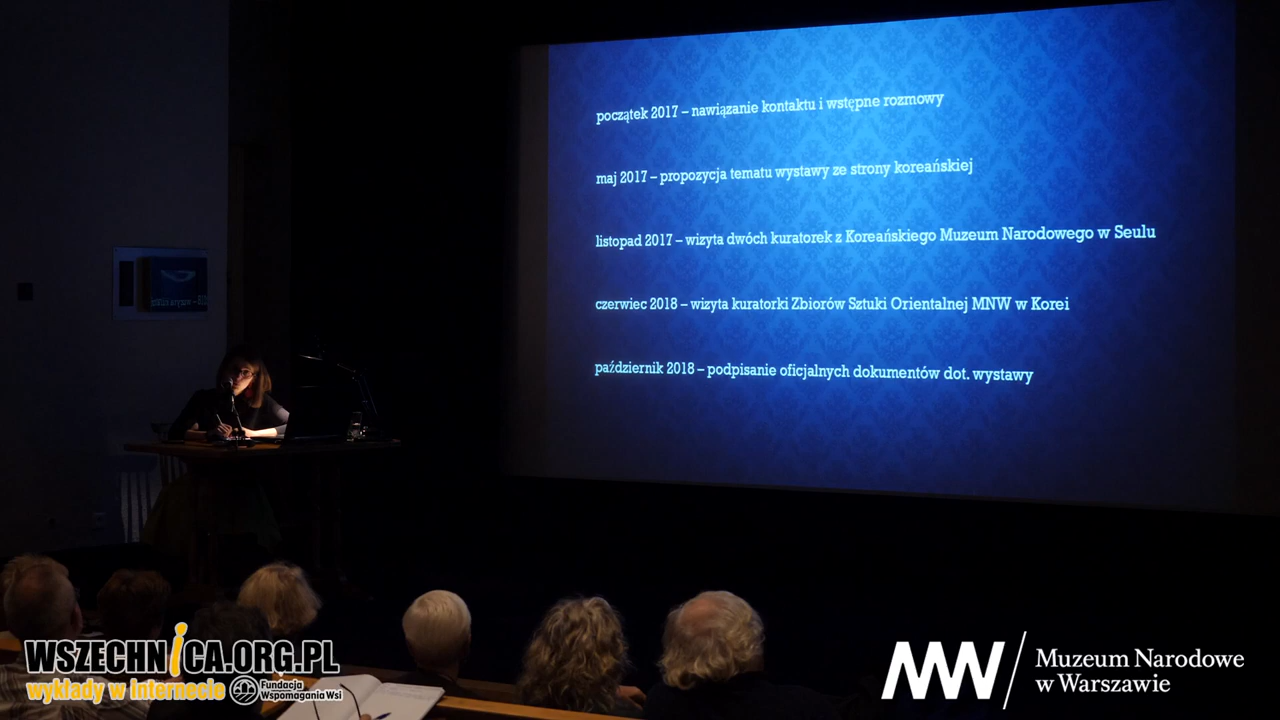 początek 2017 – nawiązanie kontaktu i wstępne rozmowy
maj 2017 – propozycja tematu wystawy ze strony koreańskiej
listopad 2017 – wizyta dwóch kuratorek z Koreańskiego Muzeum Narodowego w Seulu
czerwiec 2018 – wizyta kuratorki Zbiorów Sztuki Orientalnej MNW w Korei
październik 2018 – podpisanie oficjalnych dokumentów dot. wystawy
WSZECHNiCA.ORG.PL
wykłady w internecie
Fundacja
Wspomagania Wsi
MNW
Muzeum Narodowe
w Warszawie